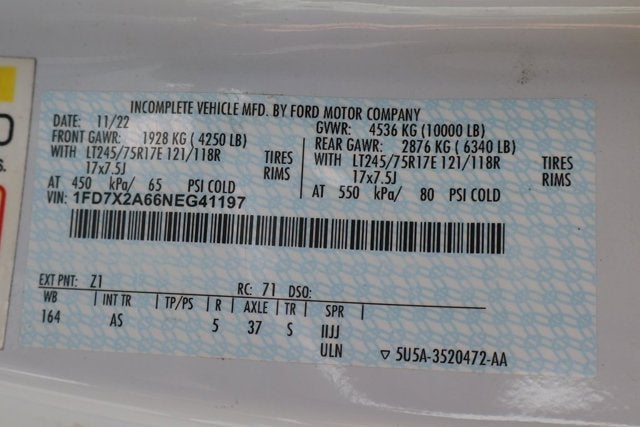 INCOMPLETE VEHICLE MFD. BY FORD MOTOR COMPANY
DATE: 11/22 GVWR: 4536 KG (10000 LB)
FRONT GAWR: 1928 KG ( 4250 LB) REAR GAWR: 2876 KG ( 6340 LB)
WITH LT245/75R17E 121/118R TIRES WITH LT245/75R17E 121/118R TIRES
17x7.5J RIMS 17x7.5J RIMS
AT 450 kPa/ 65 PSI COLD AT 550 kPa/ 80 PSI COLD
VIN: 1FD7X2A66NEG41197
EXT PNT: Z1 RC: 71 DSO:
WB INT TR TP/PS R AXLE TR SPR
164 AS 5 37 S IIJJ
ULN ▽ 5U5A-3520472-AA
S.